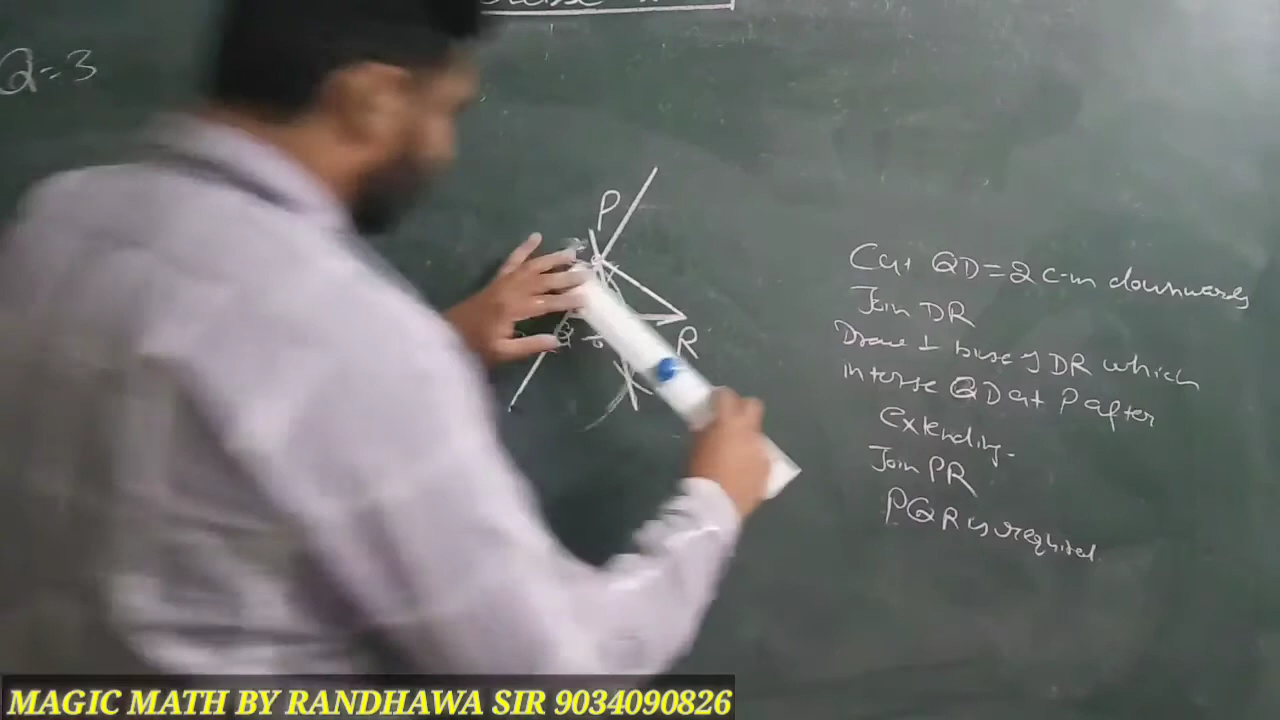 Q=3
P
Q
R
Cut QD=2c-m downwards
Join DR
Draw ⊥ bise of DR which
interse QD at P after
Extending.
Join PR
PQR is required.
MAGIC MATH BY RANDHAWA SIR 9034090826